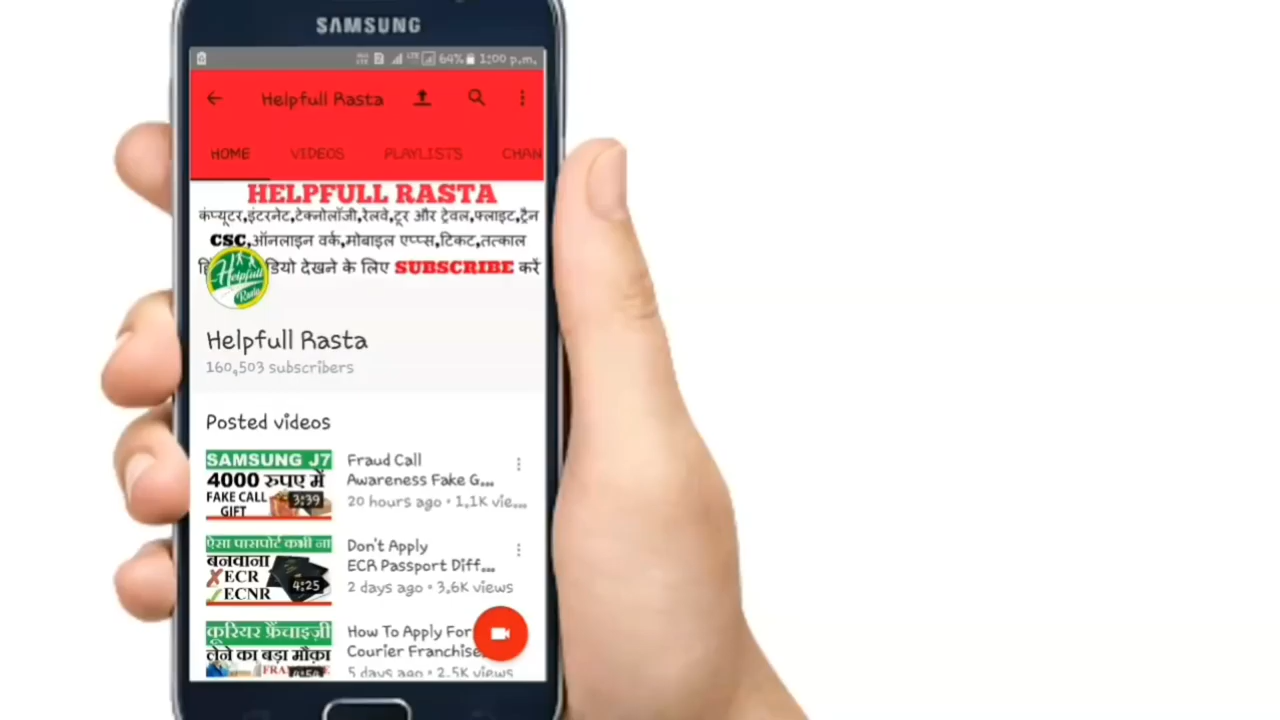 SAMSUNG
64% 1:00 p.m.
Helpfull Rasta
HOME VIDEOS PLAYLISTS CHAN
HELPFULL RASTA
कंप्यूटर,इंटरनेट,टेक्नोलॉजी,रेलवे,टूर और ट्रेवल,फ्लाइट,ट्रैन
CSC,ऑनलाइन वर्क,मोबाइल एप्प्स,टिकट,तत्काल
डियो देखने के लिए SUBSCRIBE करें
Helpfull
Rasta
Helpfull Rasta
160,503 subscribers
Posted videos
SAMSUNG J7
4000 रुपए में
FAKE CALL
GIFT
3:39
Fraud Call
Awareness Fake G...
20 hours ago • 1,1K vie...
ऐसा पासपोर्ट कभी ना
बनवाना
ECR
ECNR
4:25
Don't Apply
ECR Passport Diff...
2 days ago • 3,6K views
कूरियर फ्रैंचाइज़ी
लेने का बड़ा मौक़ा
How To Apply For
Courier Franchise
5 days ago • 2,5K views